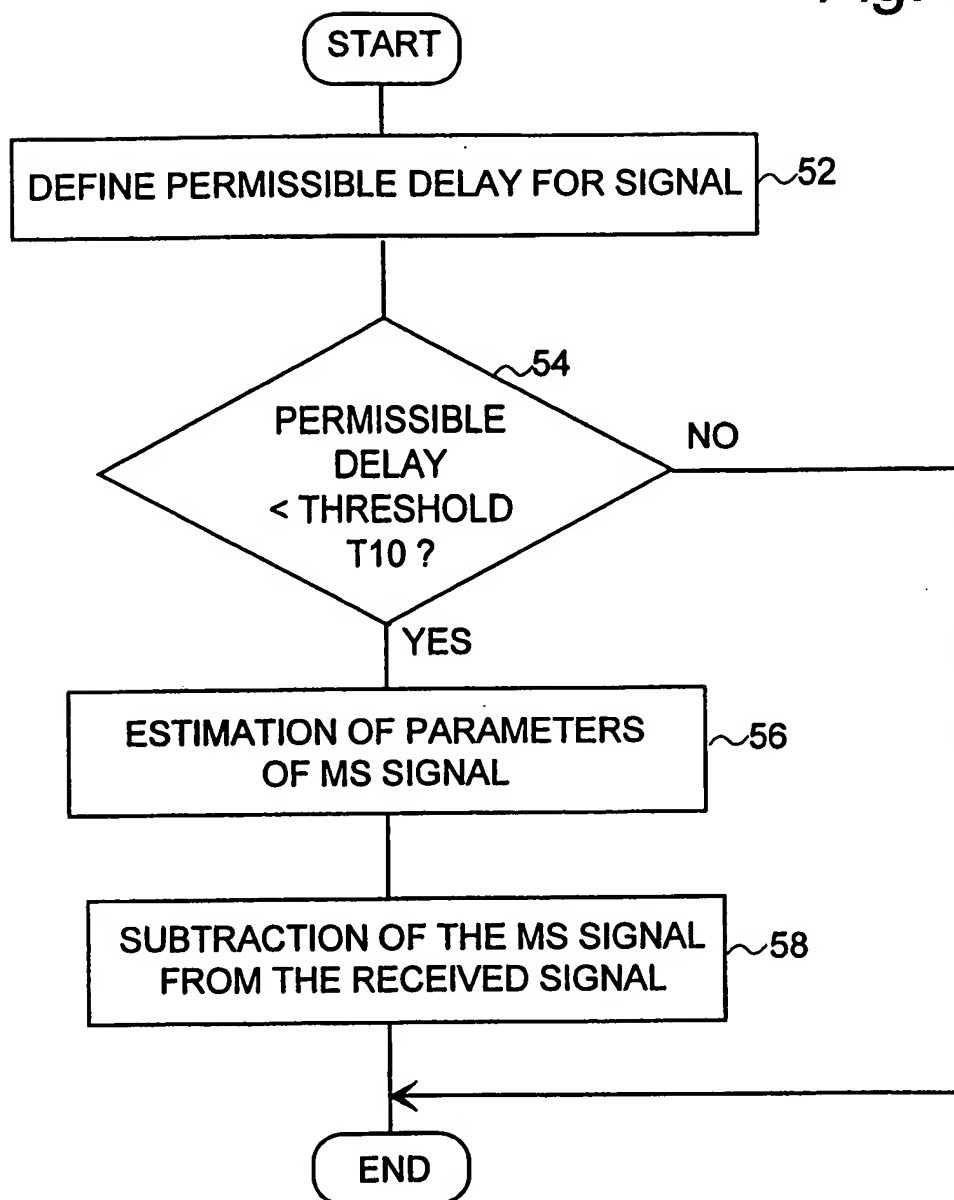 Fig.
START
DEFINE PERMISSIBLE DELAY FOR SIGNAL
52
54
PERMISSIBLE
DELAY
< THRESHOLD
T10 ?
NO
YES
ESTIMATION OF PARAMETERS
OF MS SIGNAL
56
SUBTRACTION OF THE MS SIGNAL
FROM THE RECEIVED SIGNAL
58
END